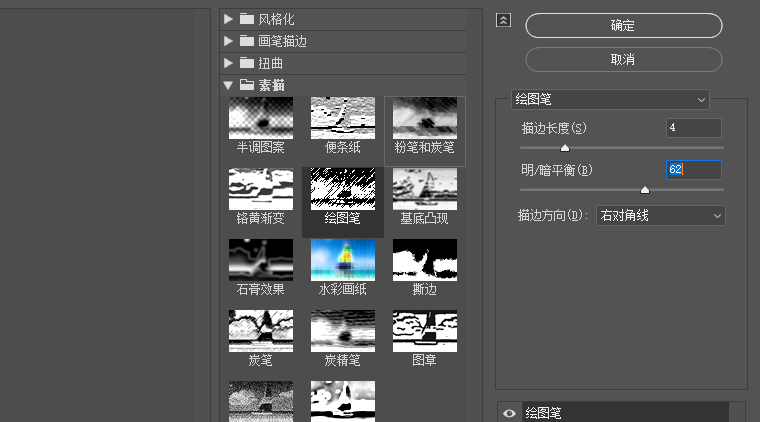 风格化
画笔描边
扭曲
素描
半调图案
便条纸
粉笔和炭笔
铬黄渐变
绘图笔
基底凸现
石膏效果
水彩画纸
撕边
炭笔
炭精笔
图章
确定
取消
绘图笔
描边长度(S)
4
明/暗平衡(B)
62
描边方向(D):
右对角线
绘图笔